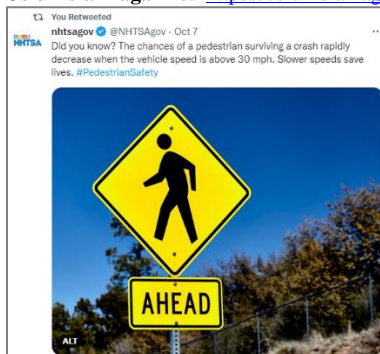 You Retweeted
NHTSA
nhtsagov @NHTSAgov · Oct 7
Did you know? The chances of a pedestrian surviving a crash rapidly
decrease when the vehicle speed is above 30 mph. Slower speeds save
lives. #PedestrianSafety
AHEAD
ALT